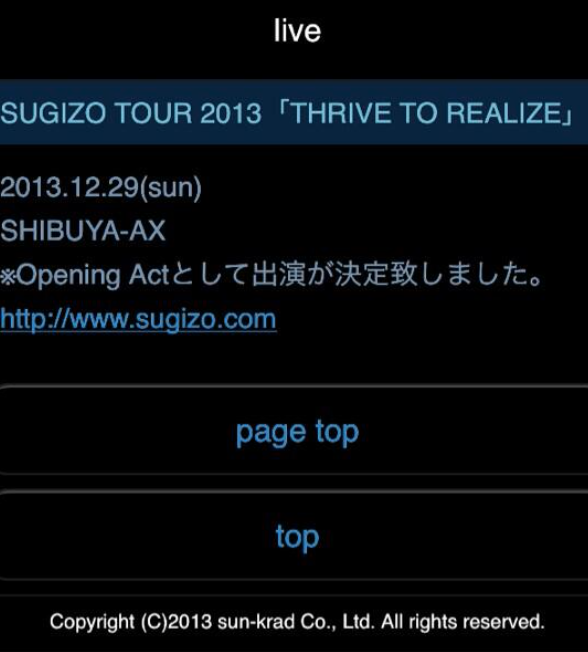 live
SUGIZO TOUR 2013「THRIVE TO REALIZE」
2013.12.29(sun)
SHIBUYA-AX
※Opening Actとして出演が決定致しました。
http://www.sugizo.com
page top
top
Copyright (C)2013 sun-krad Co., Ltd. All rights reserved.